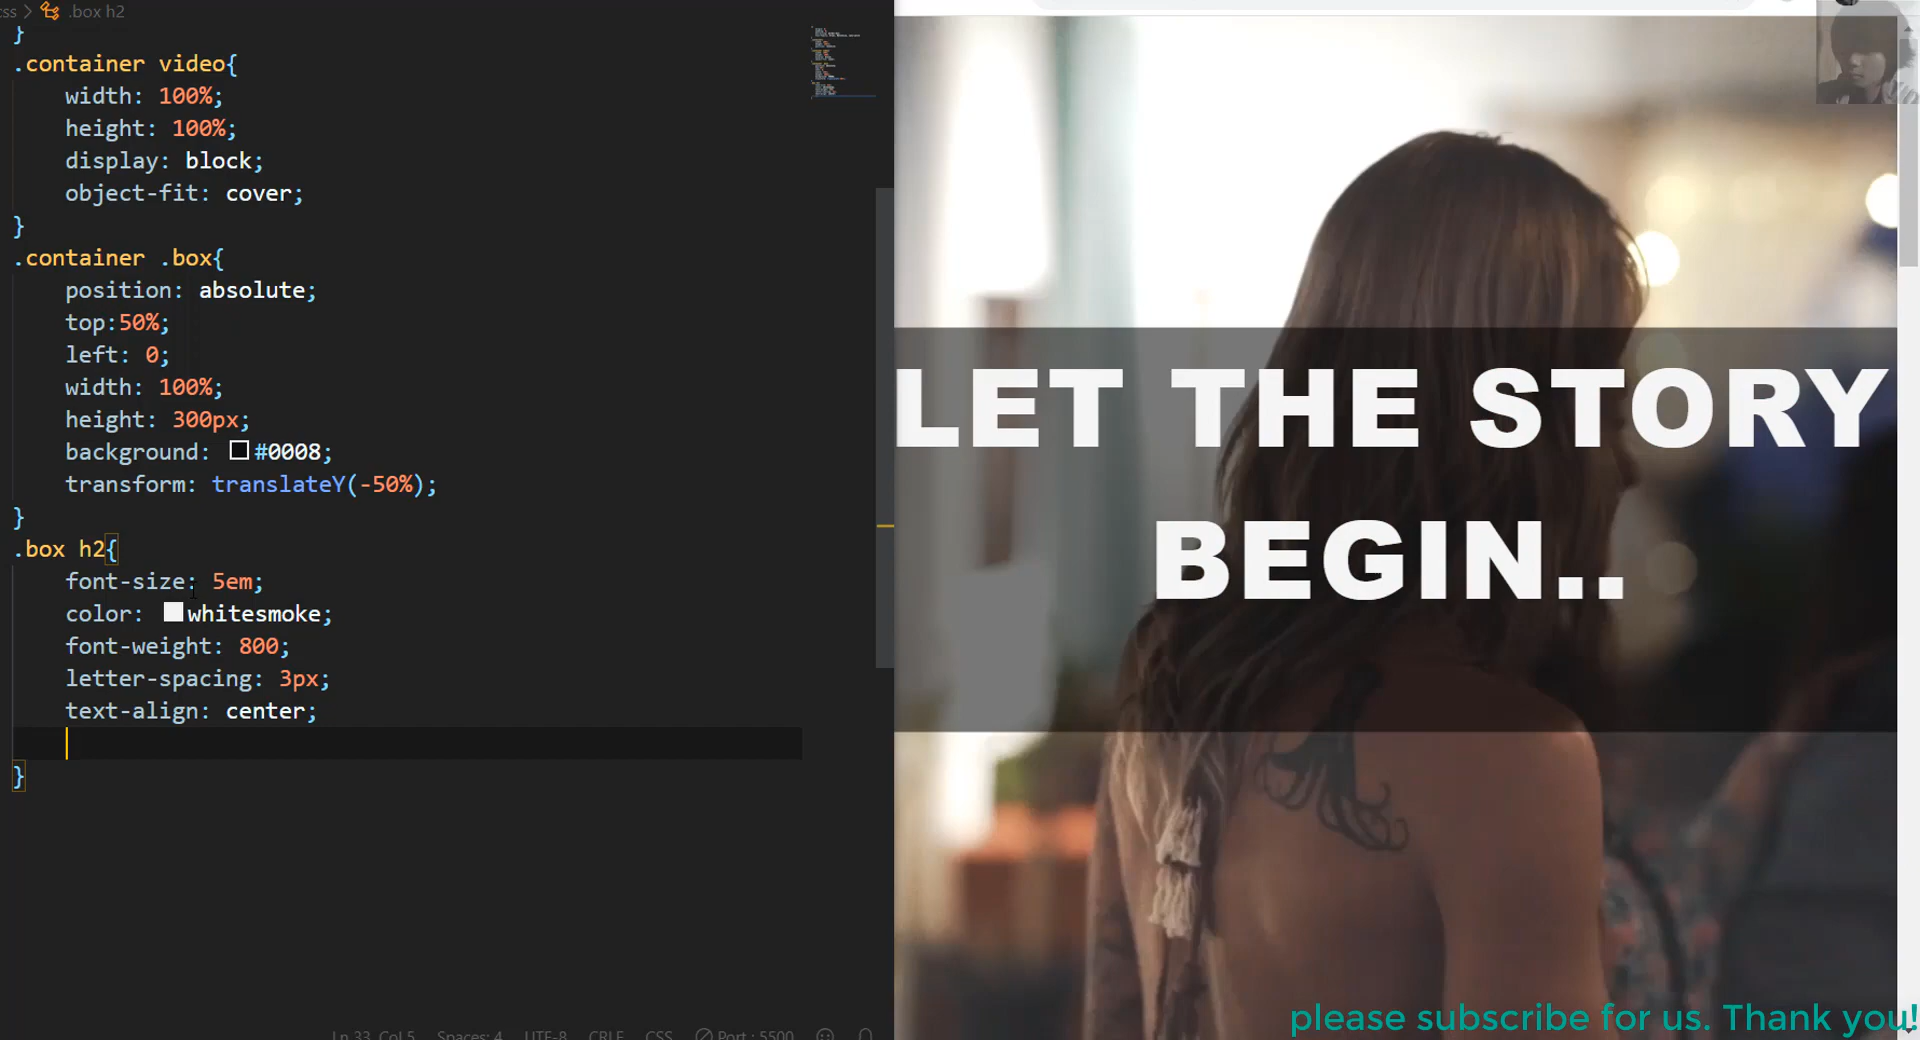 css > .box h2
}
.container video{
width: 100%;
height: 100%;
display: block;
object-fit: cover;
}
.container .box{
position: absolute;
top:50%;
left: 0;
width: 100%;
height: 300px;
background: #0008;
transform: translateY(-50%);
}
.box h2{
font-size: 5em;
color: whitesmoke;
font-weight: 800;
letter-spacing: 3px;
text-align: center;
}
Ln 33, Col 5 Spaces: 4 UTF-8 CRLF CSS Port : 5500
LET THE STORY
BEGIN..
please subscribe for us. Thank you!